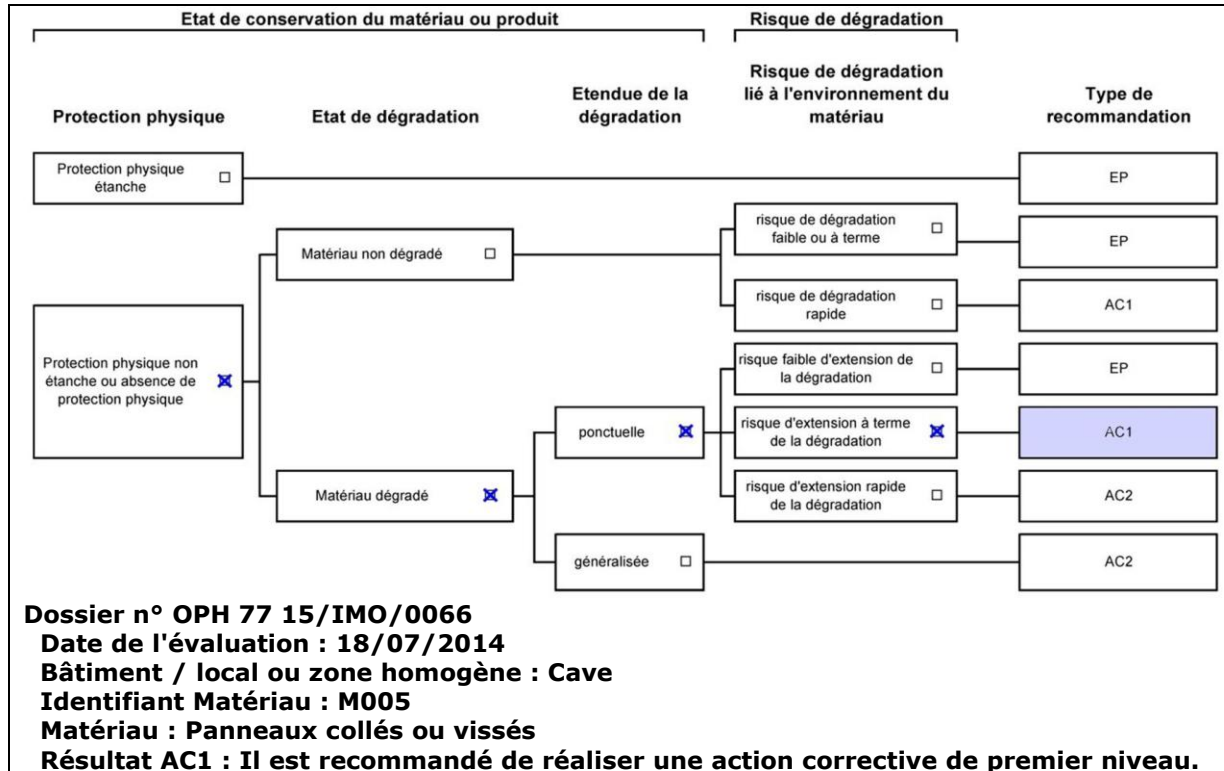 Etat de conservation du matériau ou produit
Risque de dégradation
Protection physique
Etat de dégradation
Etendue de la
dégradation
Risque de dégradation
lié à l'environnement du
matériau
Type de
recommandation
Protection physique
étanche
EP
Matériau non dégradé
risque de dégradation
faible ou à terme
EP
risque de dégradation
rapide
AC1
Protection physique non
étanche ou absence de
protection physique
risque faible d'extension de
la dégradation
EP
ponctuelle
risque d'extension à terme
de la dégradation
AC1
Matériau dégradé
risque d'extension rapide
de la dégradation
AC2
généralisée
AC2
Dossier n° OPH 77 15/IMO/0066
Date de l'évaluation : 18/07/2014
Bâtiment / local ou zone homogène : Cave
Identifiant Matériau : M005
Matériau : Panneaux collés ou vissés
Résultat AC1 : Il est recommandé de réaliser une action corrective de premier niveau.